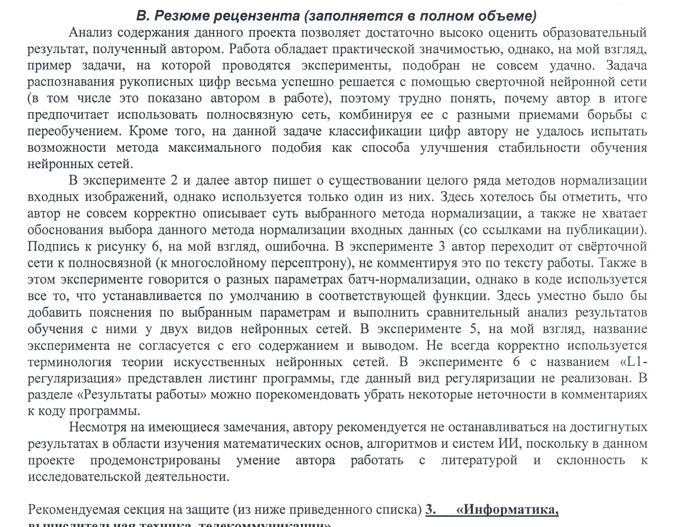 В. Резюме рецензента (заполняется в полном объеме)
Анализ содержания данного проекта позволяет достаточно высоко оценить образовательный
результат, полученный автором. Работа обладает практической значимостью, однако, на мой взгляд,
пример задачи, на которой проводятся эксперименты, подобран не совсем удачно. Задача
распознавания рукописных цифр весьма успешно решается с помощью сверточной нейронной сети
(в том числе это показано автором в работе), поэтому трудно понять, почему автор в итоге
предпочитает использовать полносвязную сеть, комбинируя ее с разными приемами борьбы с
переобучением. Кроме того, на данной задаче классификации цифр автору не удалось испытать
возможности метода максимального подобия как способа улучшения стабильности обучения
нейронных сетей.
В эксперименте 2 и далее автор пишет о существовании целого ряда методов нормализации
входных изображений, однако используется только один из них. Здесь хотелось бы отметить, что
автор не совсем корректно описывает суть выбранного метода нормализации, а также не хватает
обоснования выбора данного метода нормализации входных данных (со ссылками на публикации).
Подпись к рисунку 6, на мой взгляд, ошибочна. В эксперименте 3 автор переходит от свёрточной
сети к полносвязной (к многослойному персептрону), не комментируя это по тексту работы. Также в
этом эксперименте говорится о разных параметрах батч-нормализации, однако в коде используется
все то, что устанавливается по умолчанию в соответствующей функции. Здесь уместно было бы
добавить пояснения по выбранным параметрам и выполнить сравнительный анализ результатов
обучения с ними у двух видов нейронных сетей. В эксперименте 5, на мой взгляд, название
эксперимента не согласуется с его содержанием и выводом. Не всегда корректно используется
терминология теории искусственных нейронных сетей. В эксперименте 6 с названием «L1-
регуляризация» представлен листинг программы, где данный вид регуляризации не реализован. В
разделе «Результаты работы» можно порекомендовать убрать некоторые неточности в комментариях
к коду программы.
Несмотря на имеющиеся замечания, автору рекомендуется не останавливаться на достигнутых
результатах в области изучения математических основ, алгоритмов и систем ИИ, поскольку в данном
проекте продемонстрированы умение автора работать с литературой и склонность к
исследовательской деятельности.
Рекомендуемая секция на защите (из ниже приведенного списка) 3. «Информатика,
вычислительная техника, телекоммуникации»